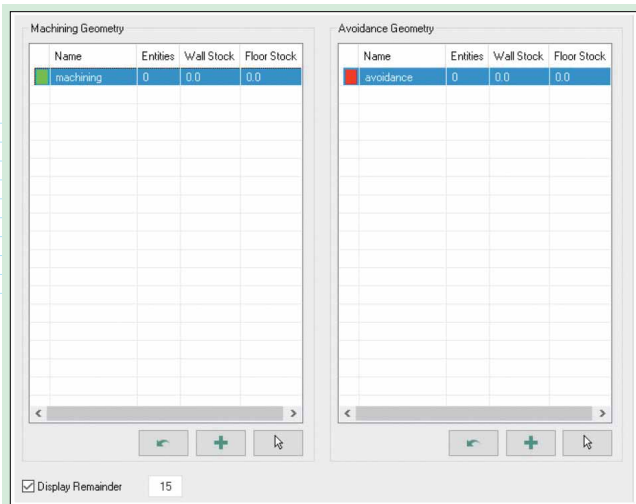 Machining Geometry
Name Entities Wall Stock Floor Stock
machining 0 0.0 0.0
Avoidance Geometry
Name Entities Wall Stock Floor Stock
avoidance 0 0.0 0.0
Display Remainder 15